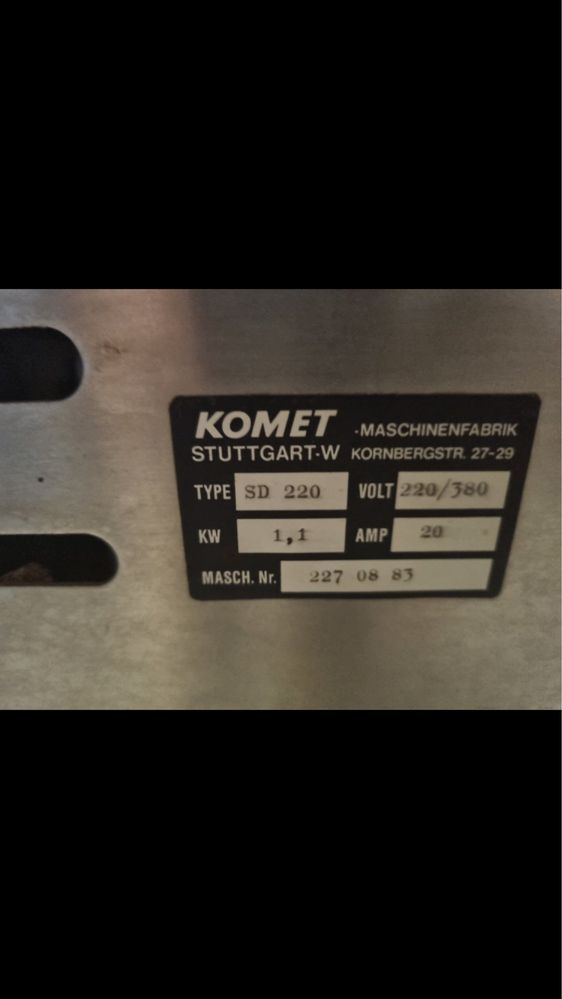 KOMET -MASCHINENFABRIK
STUTTGART-W KORNBERGSTR. 27-29
TYPE SD 220 VOLT 220/380
KW 1,1 AMP 20
MASCH. Nr. 227 08 83